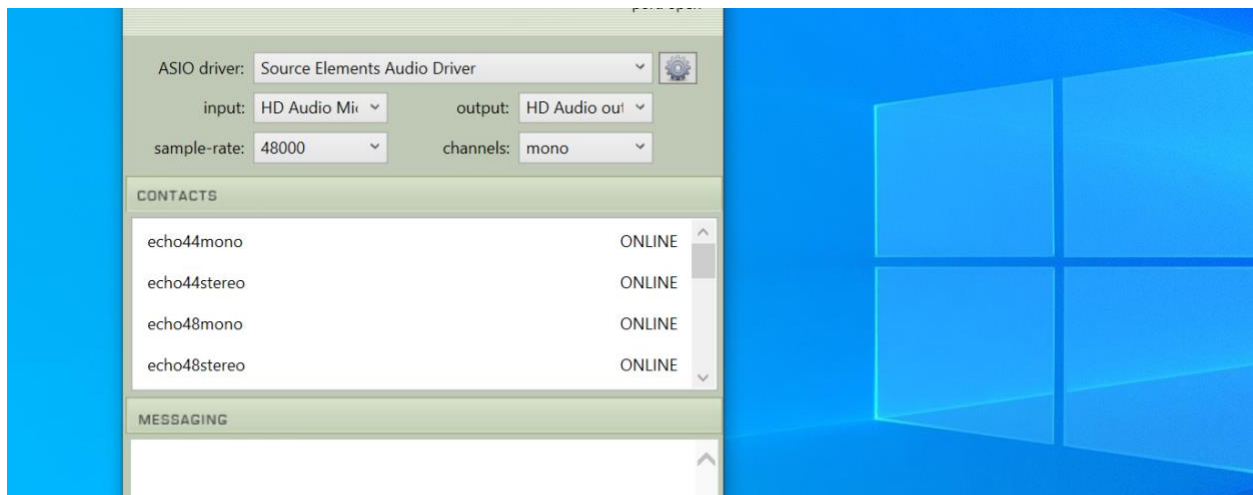 ASIO driver: Source Elements Audio Driver
input: HD Audio Mic output: HD Audio out
sample-rate: 48000 channels: mono
CONTACTS
echo44mono ONLINE
echo44stereo ONLINE
echo48mono ONLINE
echo48stereo ONLINE
MESSAGING